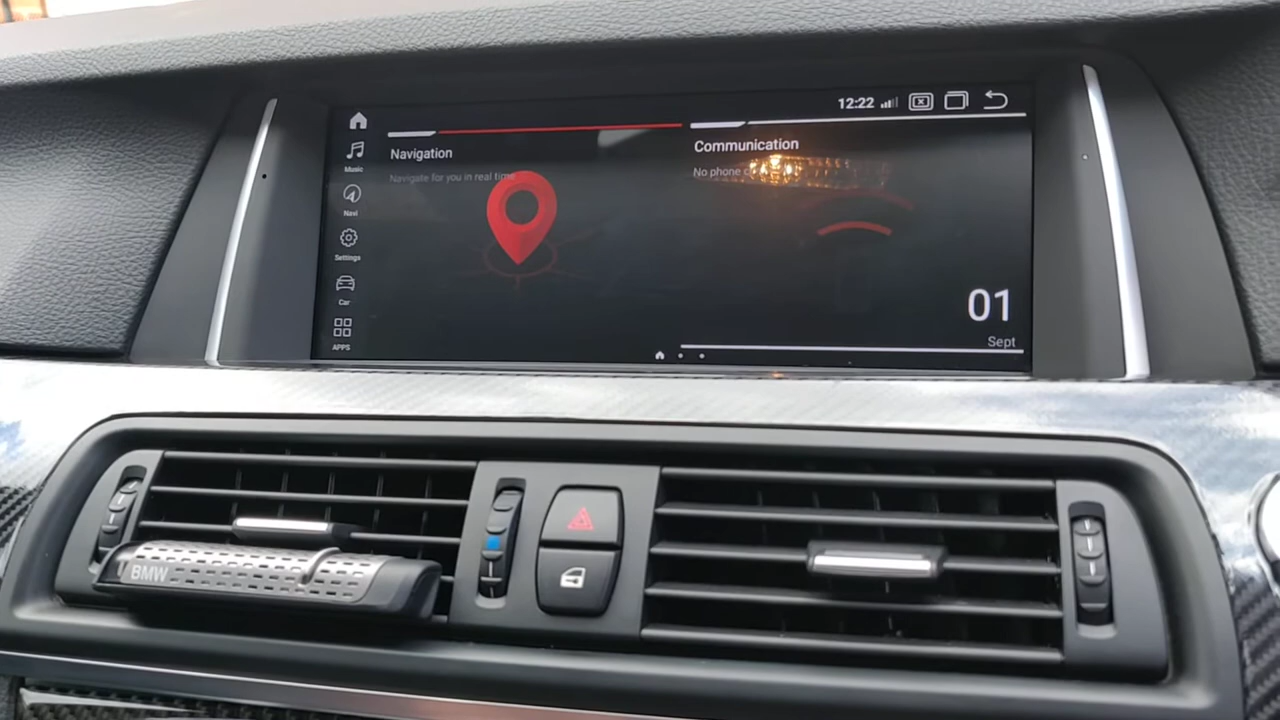 12:22
Navigation
Navigate for you in real time
Communication
No phone
Music
Navi
Settings
Car
APPS
01
Sept
BMW